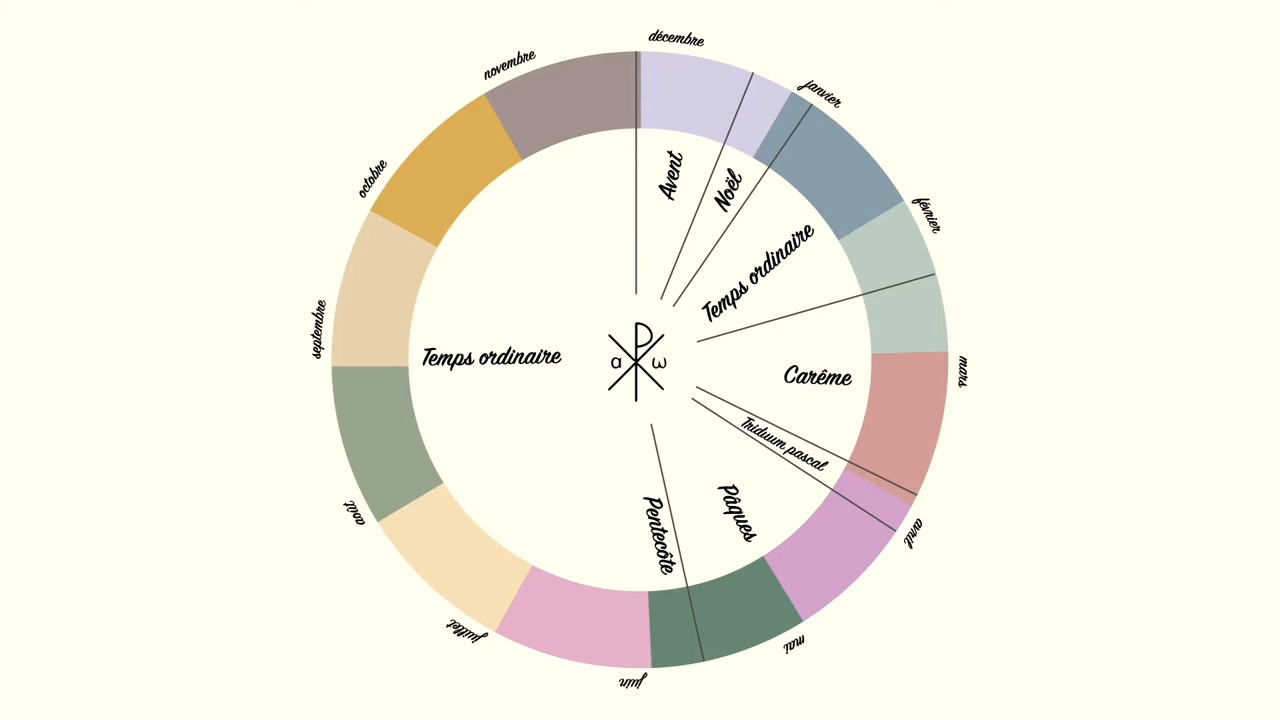 décembre
janvier
février
mars
avril
mai
juin
juillet
août
septembre
octobre
novembre
Avent
Noël
Temps ordinaire
Carême
Triduum pascal
Pâques
Pentecôte
Temps ordinaire
α ω